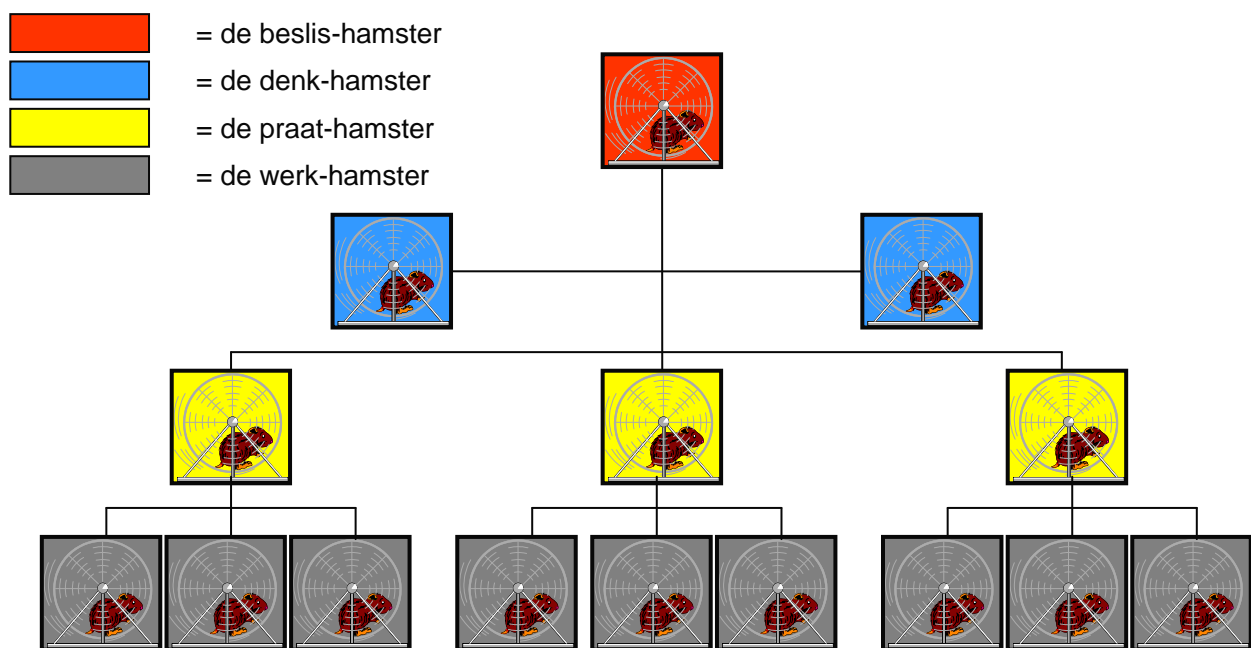 = de beslis-hamster
= de denk-hamster
= de praat-hamster
= de werk-hamster